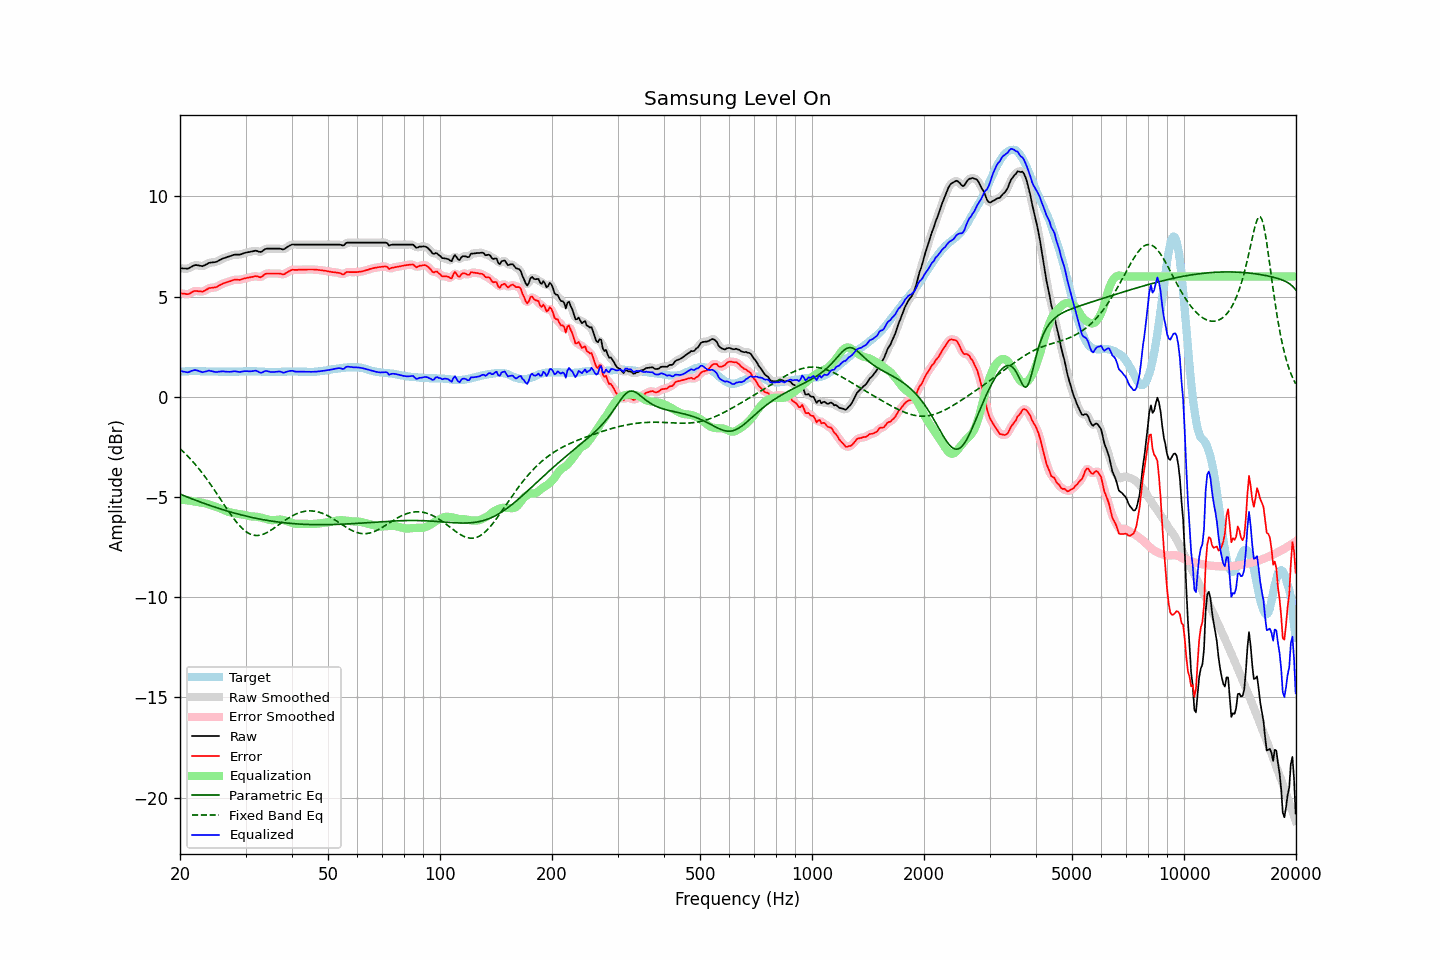 Samsung Level On
Amplitude (dBr)
10
5
0
−5
−10
−15
−20
Target
Raw Smoothed
Error Smoothed
Raw
Error
Equalization
Parametric Eq
Fixed Band Eq
Equalized
20 50 100 200 500 1000 2000 5000 10000 20000
Frequency (Hz)